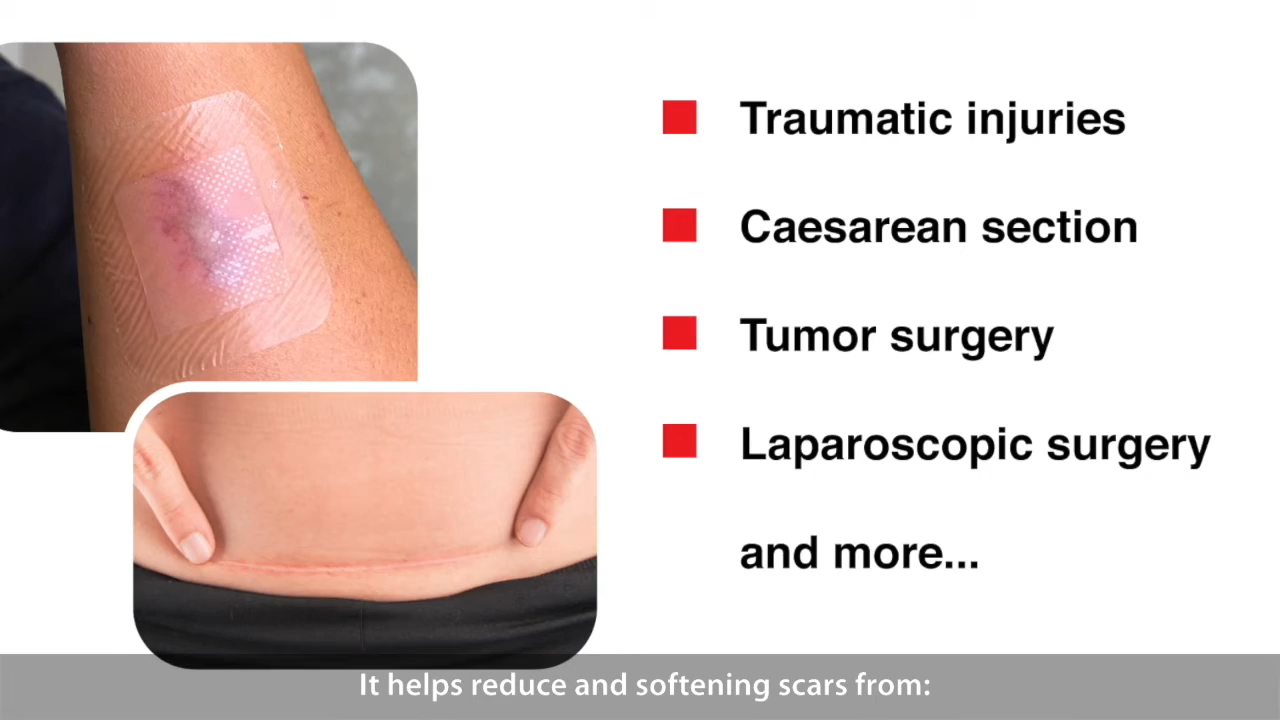 Traumatic injuries
Caesarean section
Tumor surgery
Laparoscopic surgery
and more...
It helps reduce and softening scars from: